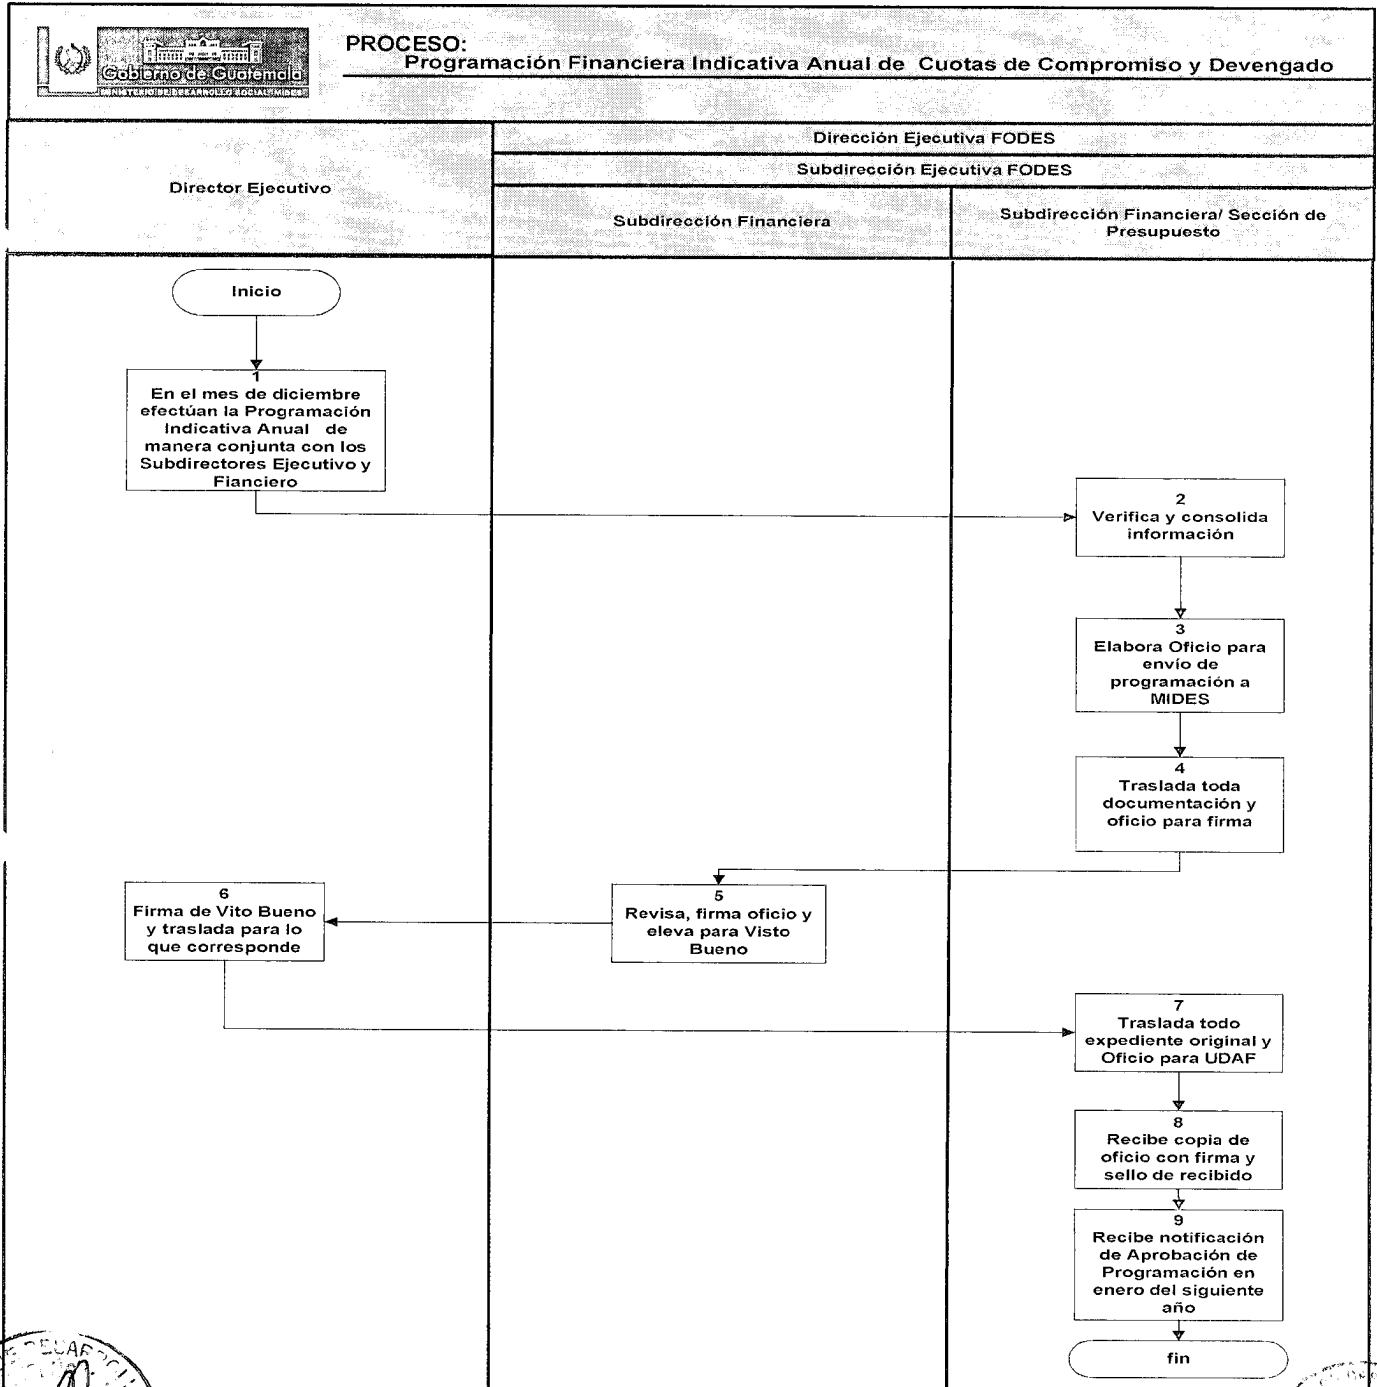 Gobierno de Guatemala
MINISTERIO DE DESARROLLO SOCIAL, MIDES
PROCESO:
Programación Financiera Indicativa Anual de Cuotas de Compromiso y Devengado
Director Ejecutivo
Dirección Ejecutiva FODES
Subdirección Ejecutiva FODES
Subdirección Financiera
Subdirección Financiera/ Sección de
Presupuesto
Inicio
1
En el mes de diciembre
efectúan la Programación
Indicativa Anual de
manera conjunta con los
Subdirectores Ejecutivo y
Fianciero
2
Verifica y consolida
información
3
Elabora Oficio para
envío de
programación a
MIDES
4
Traslada toda
documentación y
oficio para firma
5
Revisa, firma oficio y
eleva para Visto
Bueno
6
Firma de Vito Bueno
y traslada para lo
que corresponde
7
Traslada todo
expediente original y
Oficio para UDAF
8
Recibe copia de
oficio con firma y
sello de recibido
9
Recibe notificación
de Aprobación de
Programación en
enero del siguiente
año
fin